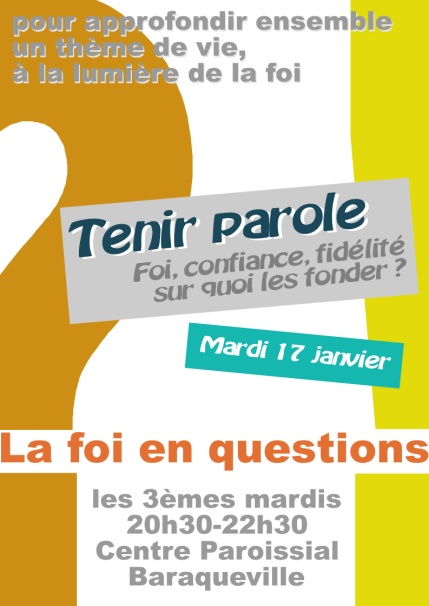 pour approfondir ensemble
un thème de vie,
à la lumière de la foi
Tenir parole
Foi, confiance, fidélité
sur quoi les fonder ?
Mardi 17 janvier
La foi en questions
les 3èmes mardis
20h30-22h30
Centre Paroissial
Baraqueville